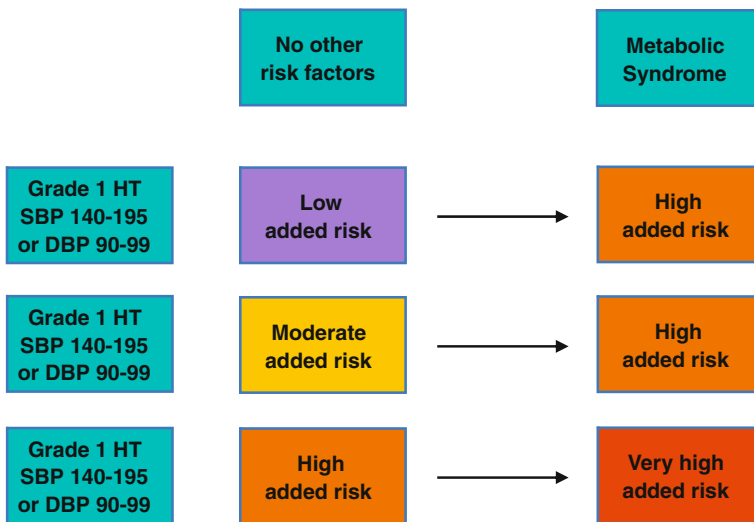 No other
risk factors
Metabolic
Syndrome
Grade 1 HT
SBP 140-195
or DBP 90-99
Low
added risk
High
added risk
Grade 1 HT
SBP 140-195
or DBP 90-99
Moderate
added risk
High
added risk
Grade 1 HT
SBP 140-195
or DBP 90-99
High
added risk
Very high
added risk